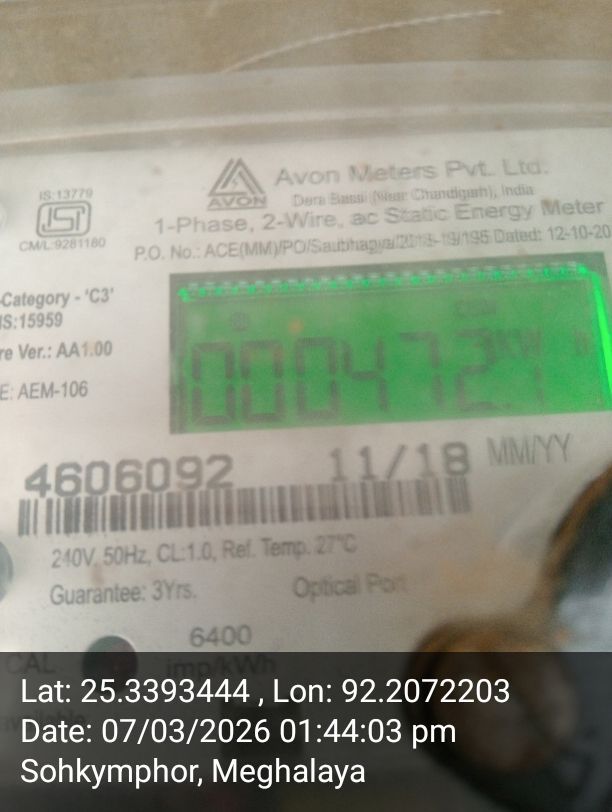 Avon Meters Pvt. Ltd.
AVON
Dera Bassi (Near Chandigarh), India
1-Phase, 2-Wire, ac Static Energy Meter
P.O. No.: ACE(MM)/PO/Saubhagya/2018-19/195 Dated: 12-10-20
IS:13779
ISI
CM/L:9281180
-Category - 'C3'
IS:15959
re Ver.: AA1.00
E: AEM-106
kW h
4606092 11/18 MM/YY
240V, 50Hz, CL:1.0, Ref. Temp. 27°C
Guarantee: 3Yrs. Optical Port
6400
imp/kWh
CAL
Lat: 25.3393444 , Lon: 92.2072203
Date: 07/03/2026 01:44:03 pm
Sohkymphor, Meghalaya